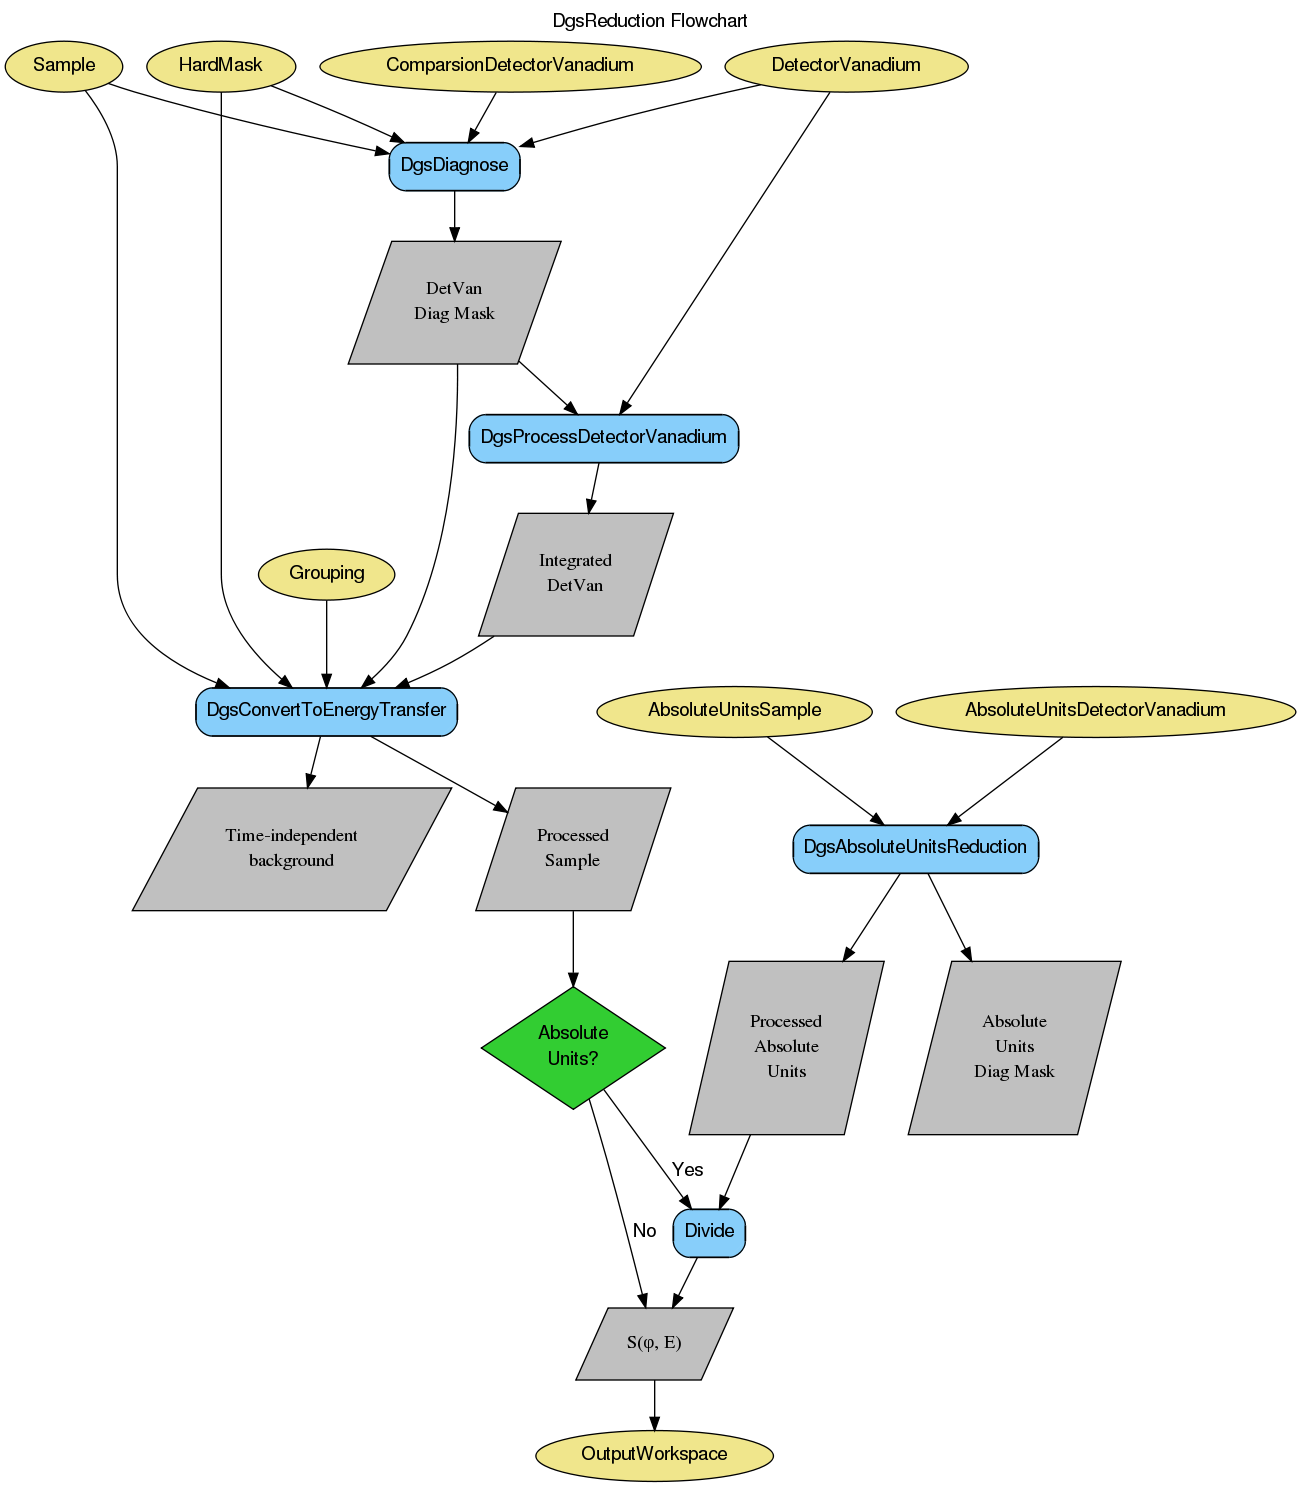 DgsReduction Flowchart
Sample
HardMask
ComparsionDetectorVanadium
DetectorVanadium
DgsDiagnose
DetVan
Diag Mask
DgsProcessDetectorVanadium
Integrated
DetVan
Grouping
DgsConvertToEnergyTransfer
AbsoluteUnitsSample
AbsoluteUnitsDetectorVanadium
Time-independent
background
Processed
Sample
DgsAbsoluteUnitsReduction
Absolute
Units?
Processed
Absolute
Units
Absolute
Units
Diag Mask
Yes
No
Divide
S(φ, E)
OutputWorkspace